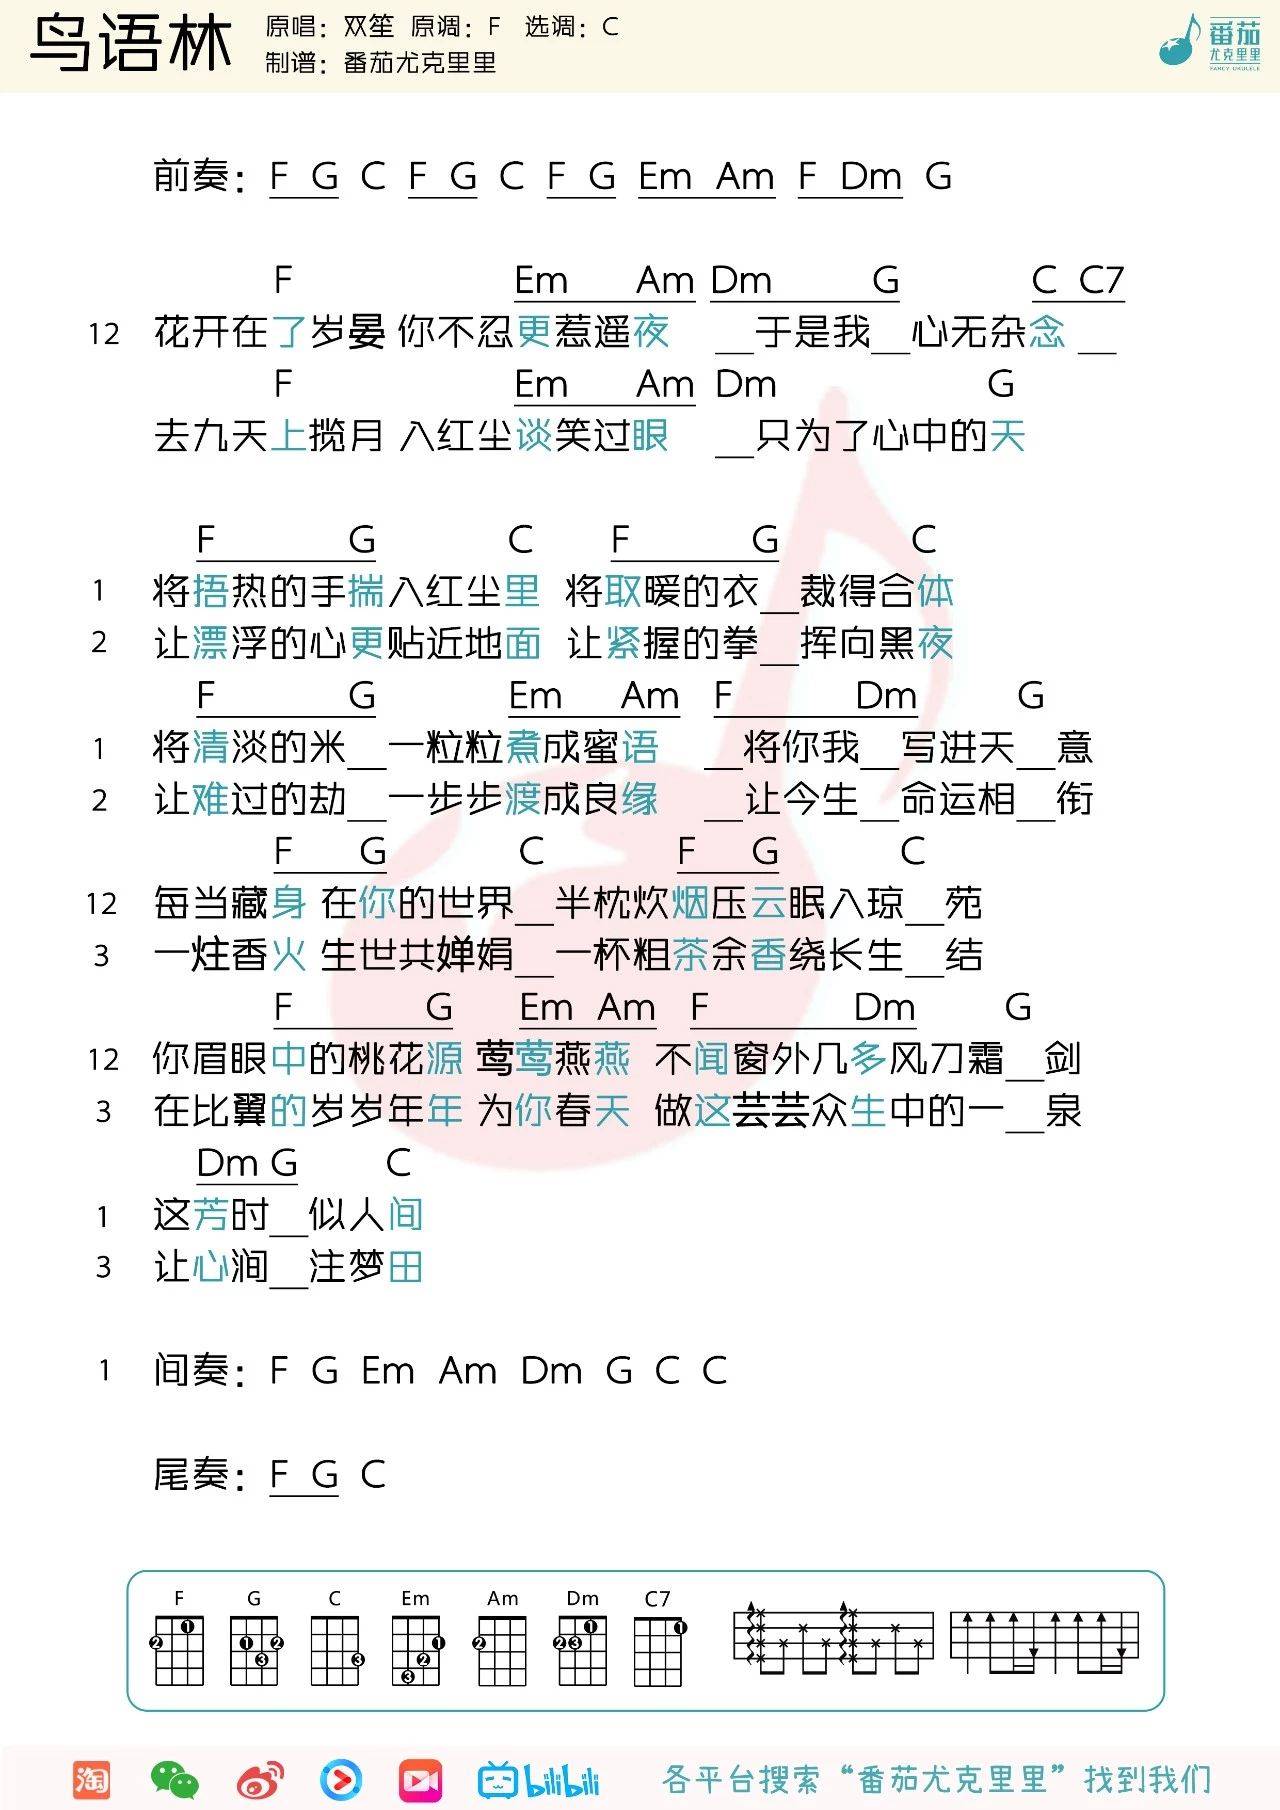 鸟语林
原唱：双笙 原调：F 选调：C
制谱：番茄尤克里里
番茄
尤克里里
FANCY UKULELE
前奏：F G C F G C F G Em Am F Dm G
F Em Am Dm G C C7
12 花开在了岁晏 你不忍更惹遥夜 __于是我__心无杂念 __
F Em Am Dm G
去九天上揽月 入红尘谈笑过眼 __只为了心中的天
F G C F G C
1 将捂热的手揣入红尘里 将取暖的衣__裁得合体
2 让漂浮的心更贴近地面 让紧握的拳__挥向黑夜
F G Em Am F Dm G
1 将清淡的米__一粒粒煮成蜜语 __将你我__写进天__意
2 让难过的劫__一步步渡成良缘 __让今生__命运相__衔
F G C F G C
12 每当藏身 在你的世界__半枕炊烟压云眠入琼__苑
3 一炷香火 生世共婵娟__一杯粗茶余香绕长生__结
F G Em Am F Dm G
12 你眉眼中的桃花源 莺莺燕燕 不闻窗外几多风刀霜__剑
3 在比翼的岁岁年年 为你春天 做这芸芸众生中的一__泉
Dm G C
1 这芳时__似人间
3 让心涧__注梦田
1 间奏：F G Em Am Dm G C C
尾奏：F G C
F G C Em Am Dm C7
2 1 1 2 3 3 1 2 3 2 2 3 1 1
淘 bilibili 各平台搜索“番茄尤克里里”找到我们